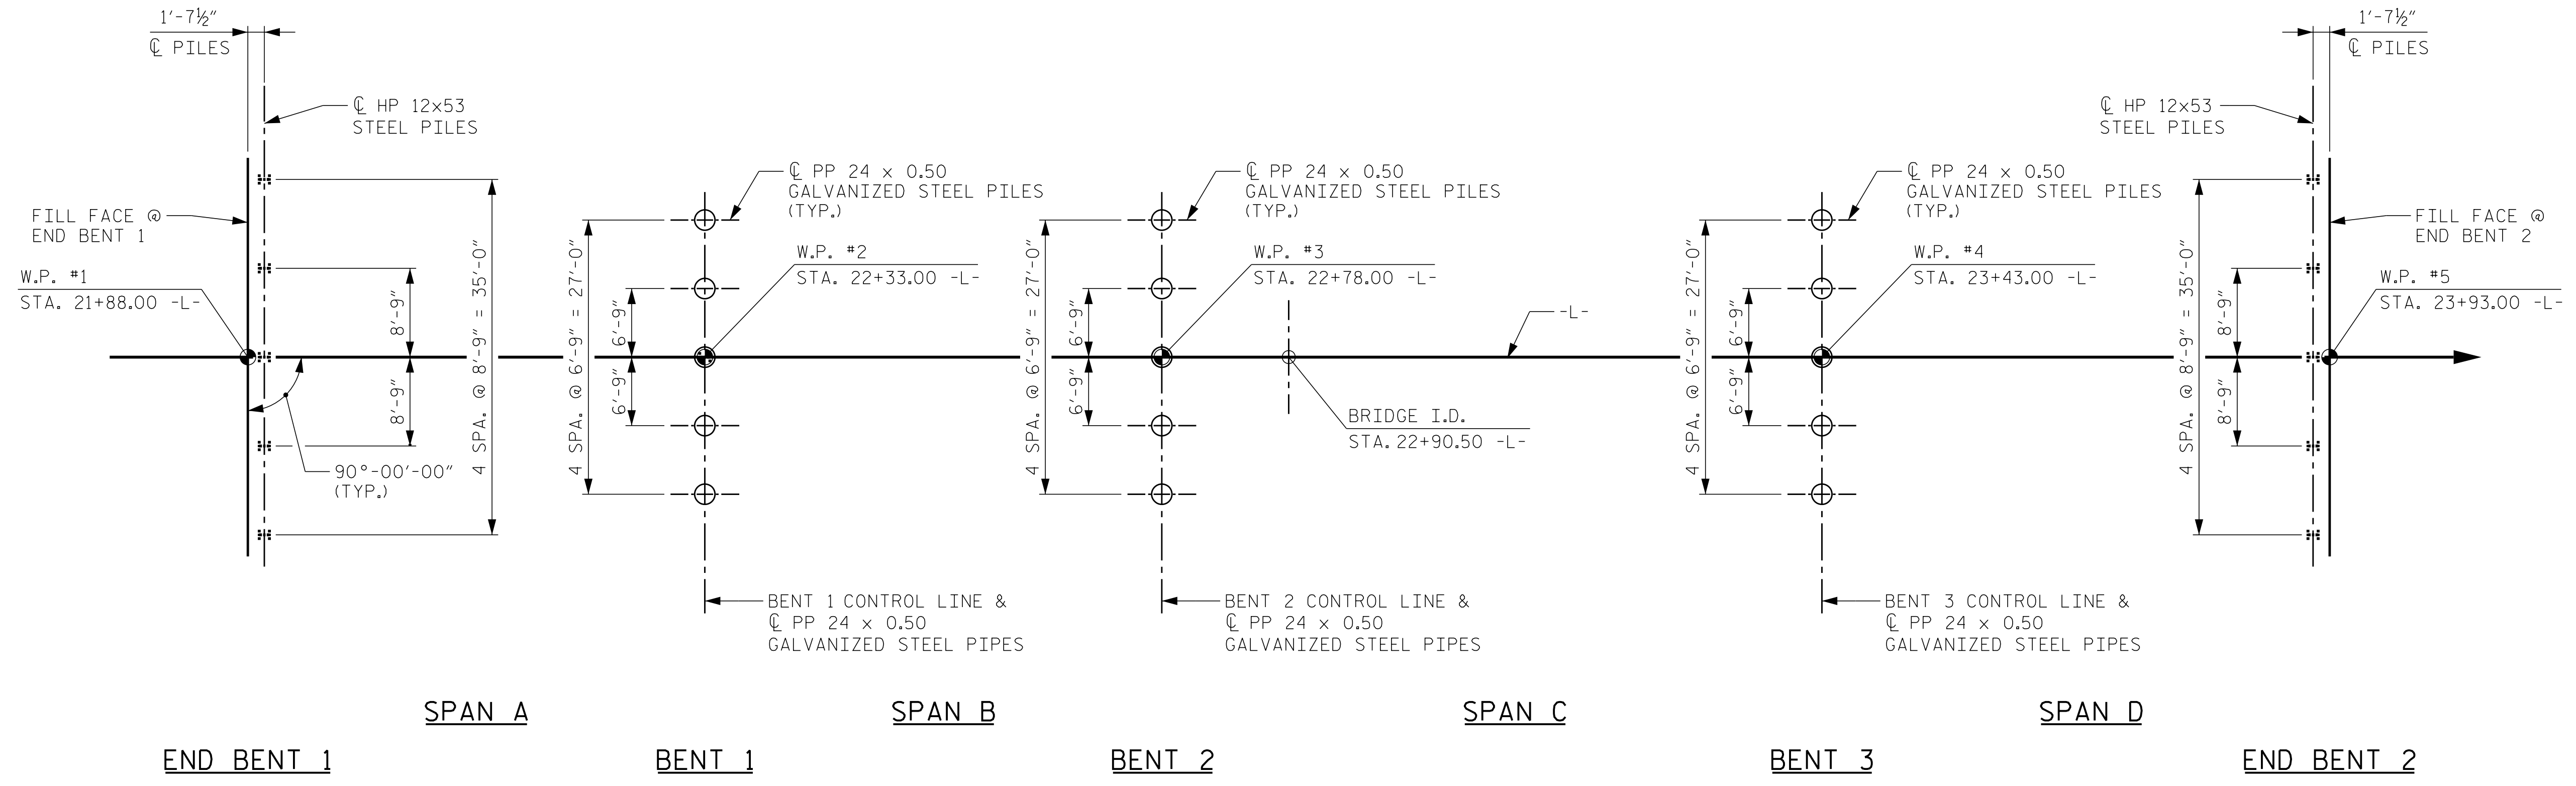 1'-7½"
℄ PILES
℄ HP 12x53
STEEL PILES
FILL FACE @
END BENT 1
W.P. #1
STA. 21+88.00 -L-
8'-9"
8'-9"
4 SPA. @ 8'-9" = 35'-0"
90°-00'-00"
(TYP.)
℄ PP 24 x 0.50
GALVANIZED STEEL PILES
(TYP.)
W.P. #2
STA. 22+33.00 -L-
4 SPA. @ 6'-9" = 27'-0"
6'-9"
6'-9"
BENT 1 CONTROL LINE &
℄ PP 24 x 0.50
GALVANIZED STEEL PIPES
℄ PP 24 x 0.50
GALVANIZED STEEL PILES
(TYP.)
W.P. #3
STA. 22+78.00 -L-
4 SPA. @ 6'-9" = 27'-0"
6'-9"
6'-9"
BENT 2 CONTROL LINE &
℄ PP 24 x 0.50
GALVANIZED STEEL PIPES
-L-
BRIDGE I.D.
STA. 22+90.50 -L-
℄ PP 24 x 0.50
GALVANIZED STEEL PILES
(TYP.)
W.P. #4
STA. 23+43.00 -L-
4 SPA. @ 6'-9" = 27'-0"
6'-9"
6'-9"
BENT 3 CONTROL LINE &
℄ PP 24 x 0.50
GALVANIZED STEEL PIPES
1'-7½"
℄ PILES
℄ HP 12x53
STEEL PILES
FILL FACE @
END BENT 2
W.P. #5
STA. 23+93.00 -L-
4 SPA. @ 8'-9" = 35'-0"
8'-9"
8'-9"
SPAN A
SPAN B
SPAN C
SPAN D
END BENT 1
BENT 1
BENT 2
BENT 3
END BENT 2